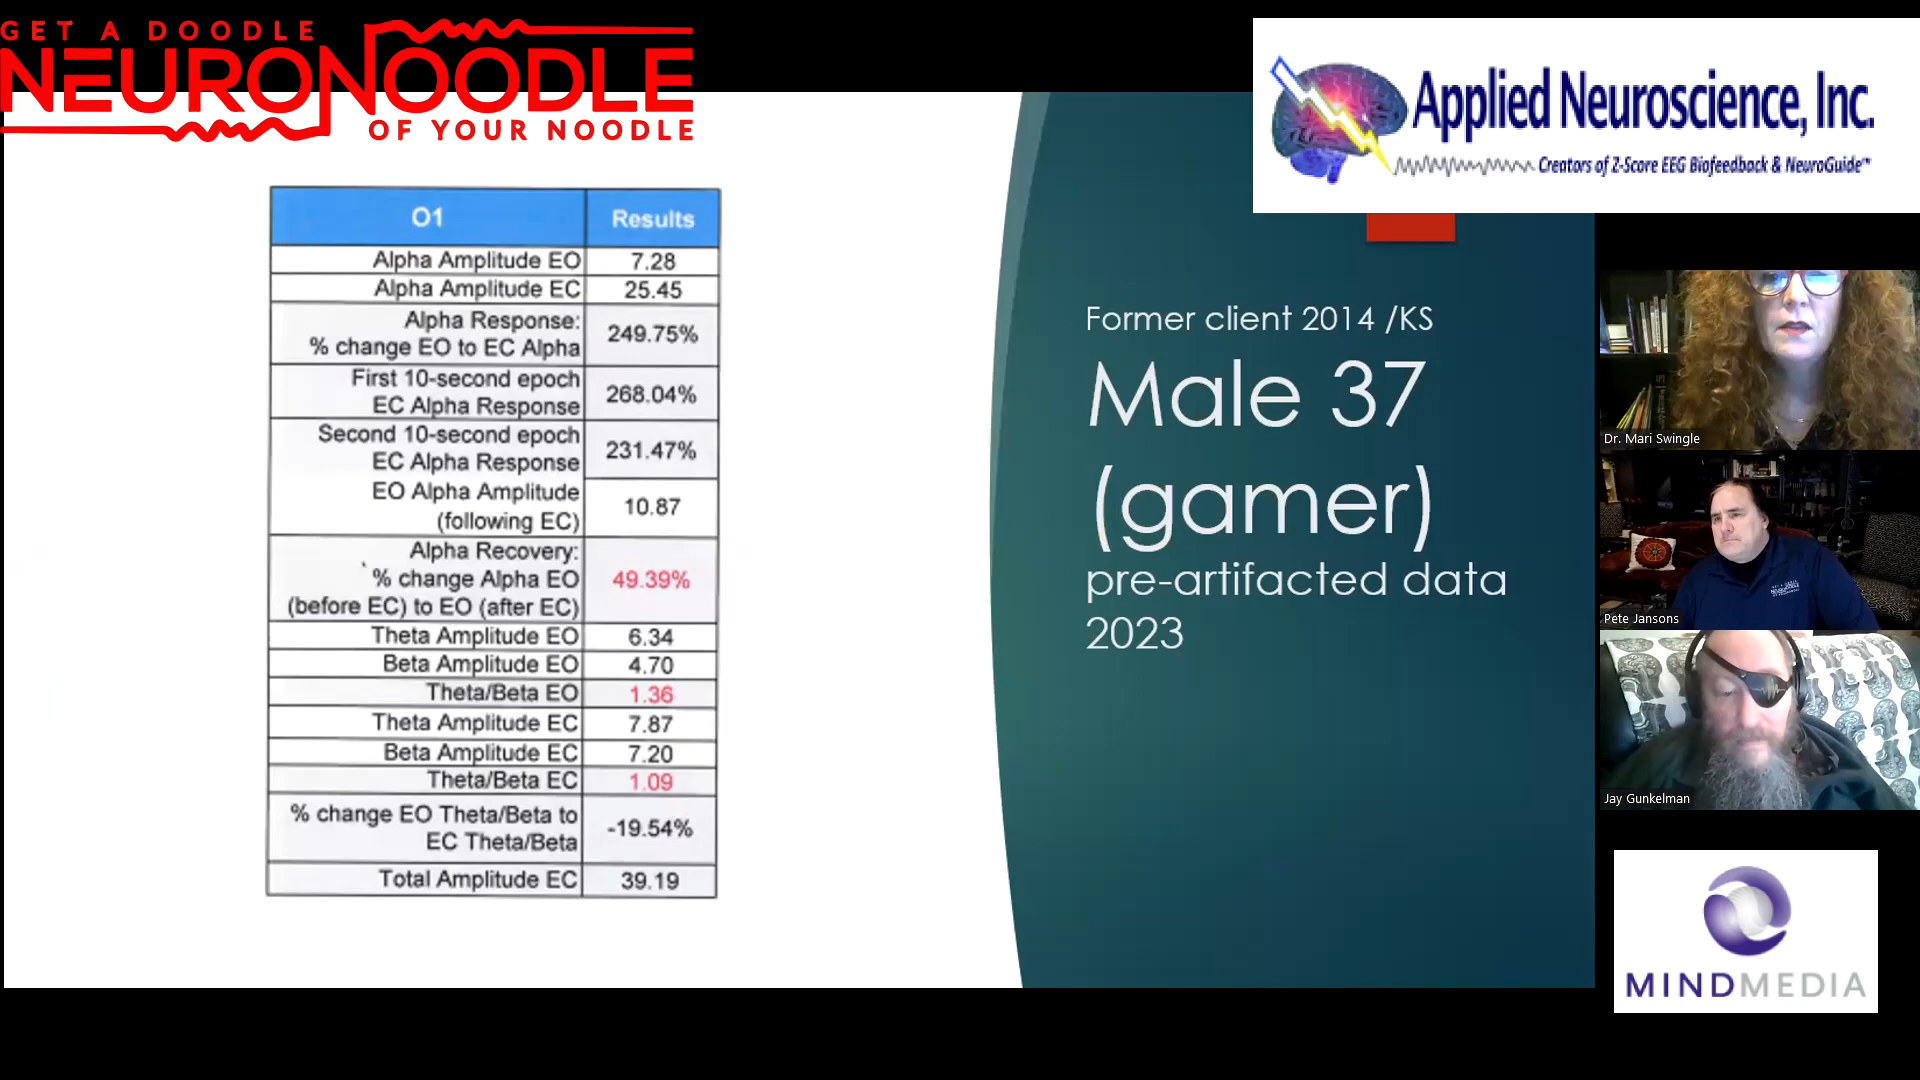 GET A DOODLE
NEURONOODLE
OF YOUR NOODLE
Applied Neuroscience, Inc.
Creators of Z-Score EEG Biofeedback & NeuroGuide™
O1 Results
Alpha Amplitude EO 7.28
Alpha Amplitude EC 25.45
Alpha Response:
% change EO to EC Alpha 249.75%
First 10-second epoch
EC Alpha Response 268.04%
Second 10-second epoch
EC Alpha Response 231.47%
EO Alpha Amplitude
(following EC) 10.87
Alpha Recovery:
% change Alpha EO 49.39%
(before EC) to EO (after EC)
Theta Amplitude EO 6.34
Beta Amplitude EO 4.70
Theta/Beta EO 1.36
Theta Amplitude EC 7.87
Beta Amplitude EC 7.20
Theta/Beta EC 1.09
% change EO Theta/Beta to
EC Theta/Beta -19.54%
Total Amplitude EC 39.19
Former client 2014 /KS
Male 37
(gamer)
pre-artifacted data
2023
Dr. Mari Swingle
Pete Jansons
Jay Gunkelman
MINDMEDIA